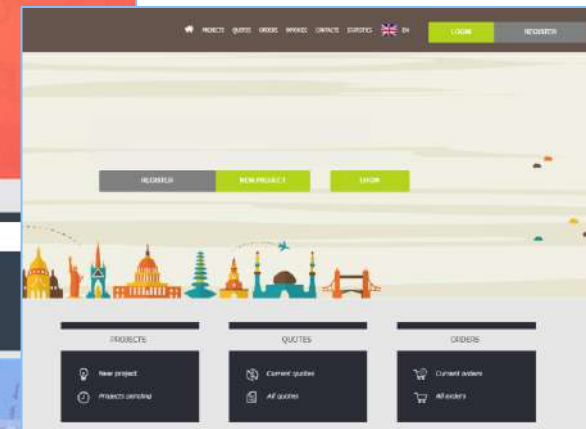 PROJECTS QUOTES ORDERS INVOICES CONTACTS STATISTICS EN LOGIN REGISTER
REGISTER NEW PROJECT LOGIN
PROJECTS QUOTES ORDERS
New project Current quotes Current orders
Projects pending All quotes All orders